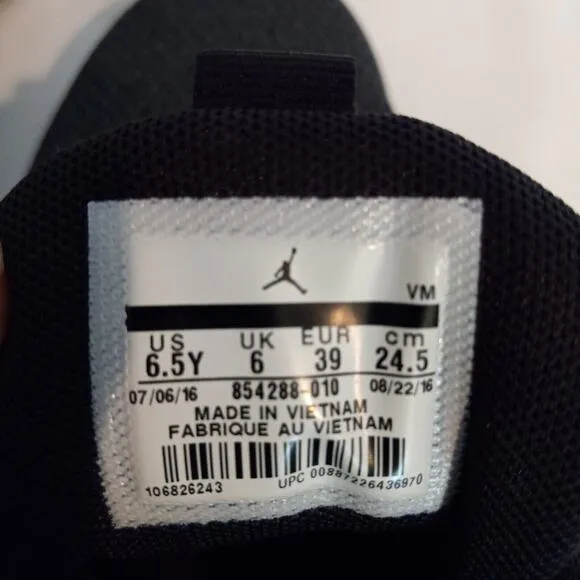 VM
US UK EUR cm
6.5Y 6 39 24.5
07/06/16 854288-010 08/22/16
MADE IN VIETNAM
FABRIQUE AU VIETNAM
106826243 UPC 00887226436970